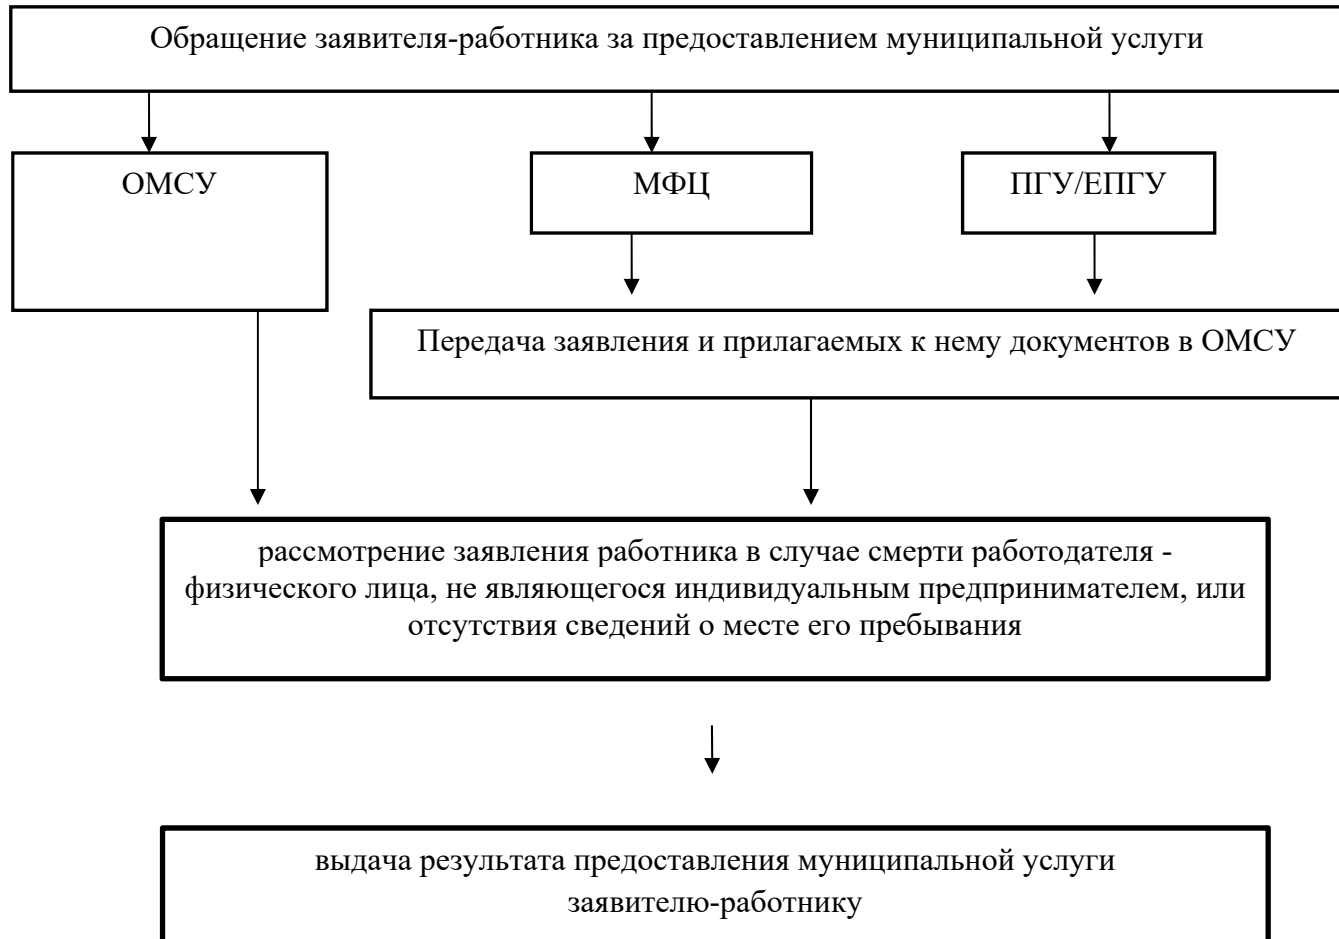 Обращение заявителя-работника за предоставлением муниципальной услуги
ОМСУ
МФЦ
ПГУ/ЕПГУ
Передача заявления и прилагаемых к нему документов в ОМСУ
рассмотрение заявления работника в случае смерти работодателя -
физического лица, не являющегося индивидуальным предпринимателем, или
отсутствия сведений о месте его пребывания
выдача результата предоставления муниципальной услуги
заявителю-работнику